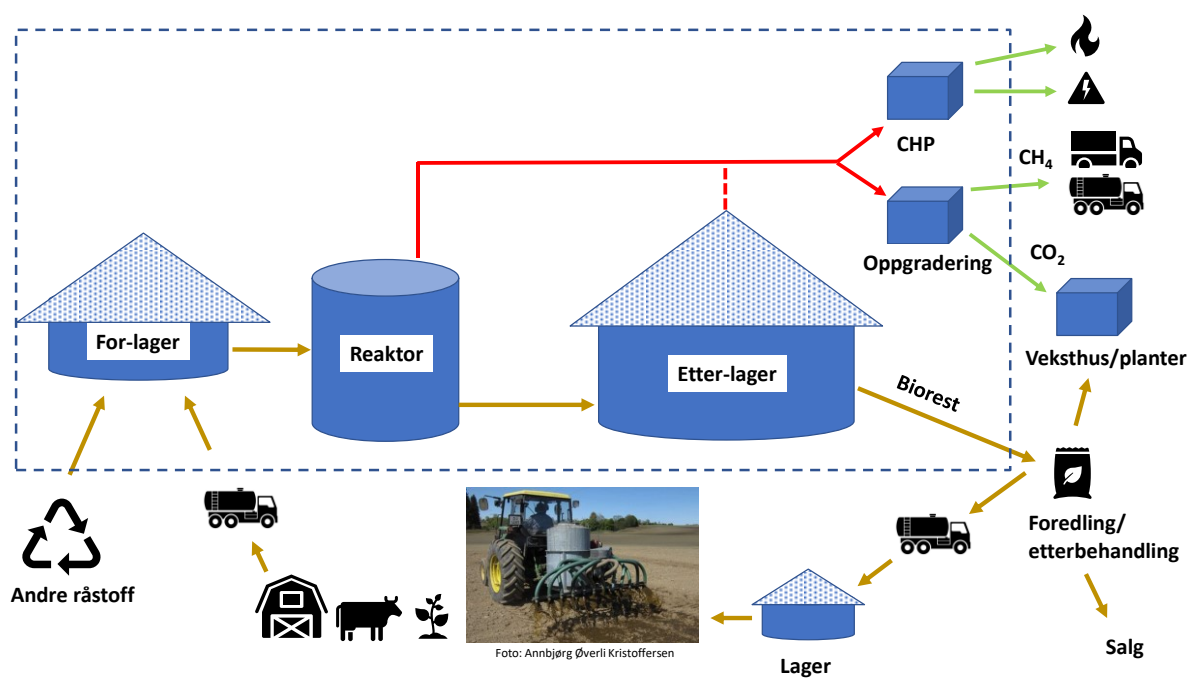 CHP
CH₄
Oppgradering
CO₂
For-lager
Reaktor
Etter-lager
Veksthus/planter
Biorest
Andre råstoff
Foredling/
etterbehandling
Foto: Annbjørg Øverli Kristoffersen
Lager
Salg